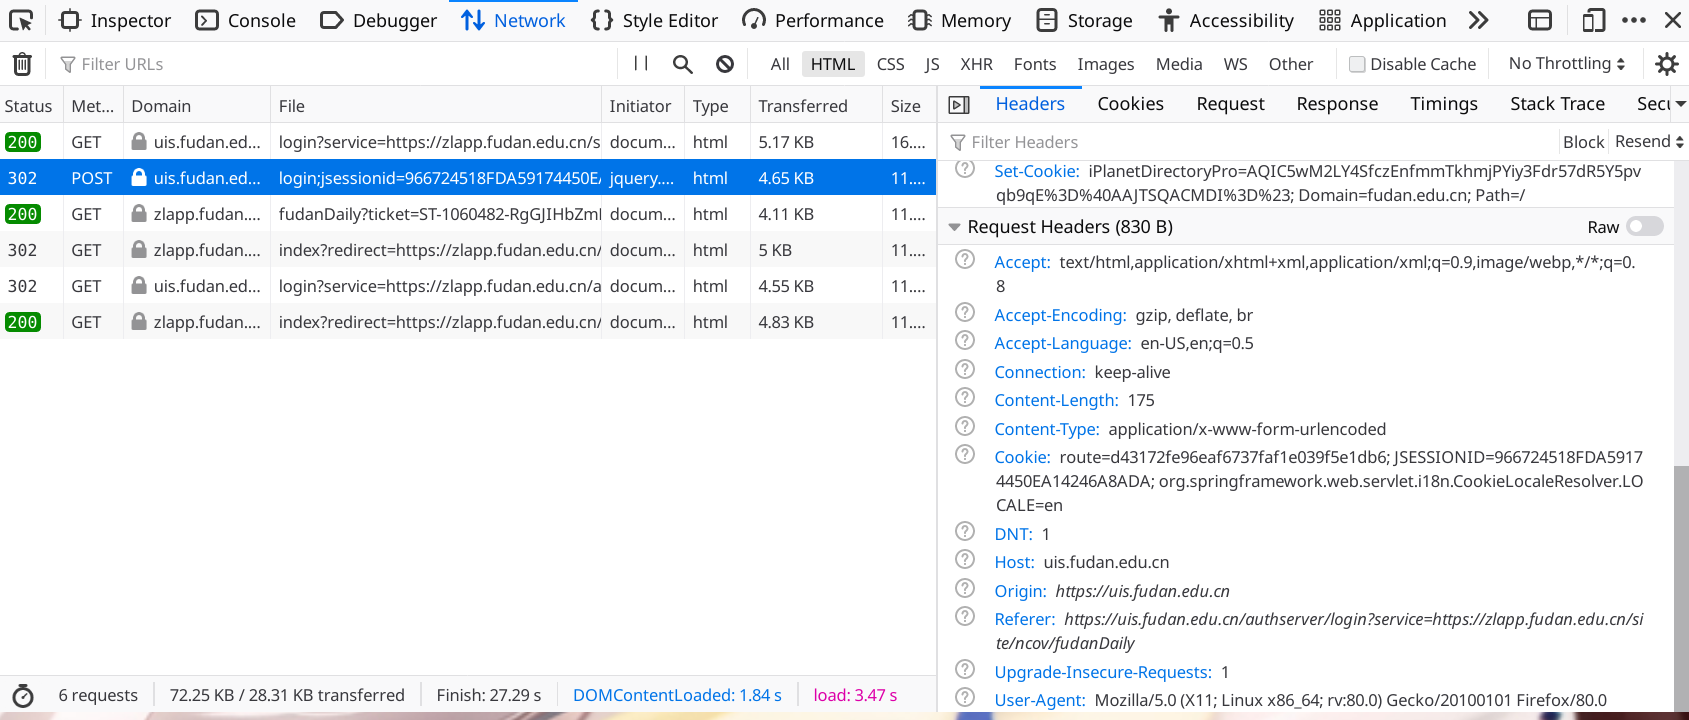 Inspector Console Debugger Network Style Editor Performance Memory Storage Accessibility Application
Filter URLs All HTML CSS JS XHR Fonts Images Media WS Other Disable Cache No Throttling
Status Met... Domain File Initiator Type Transferred Size
200 GET uis.fudan.ed... login?service=https://zlapp.fudan.edu.cn/s docum... html 5.17 KB 16....
302 POST uis.fudan.ed... login;jsessionid=966724518FDA59174450EA jquery.... html 4.65 KB 11....
200 GET zlapp.fudan.... fudanDaily?ticket=ST-1060482-RgGJIHbZml docum... html 4.11 KB 11....
302 GET zlapp.fudan.... index?redirect=https://zlapp.fudan.edu.cn/ docum... html 5 KB 11....
302 GET uis.fudan.ed... login?service=https://zlapp.fudan.edu.cn/a docum... html 4.55 KB 11....
200 GET zlapp.fudan.... index?redirect=https://zlapp.fudan.edu.cn/ docum... html 4.83 KB 11....
6 requests 72.25 KB / 28.31 KB transferred Finish: 27.29 s DOMContentLoaded: 1.84 s load: 3.47 s
Headers Cookies Request Response Timings Stack Trace Secu
Filter Headers Block Resend
Set-Cookie: iPlanetDirectoryPro=AQIC5wM2LY4SfczEnfmmTkhmjPYiy3Fdr57dR5Y5pv
qb9qE%3D%40AAJTSQACMDI%3D%23; Domain=fudan.edu.cn; Path=/
Request Headers (830 B) Raw
Accept: text/html,application/xhtml+xml,application/xml;q=0.9,image/webp,*/*;q=0.
8
Accept-Encoding: gzip, deflate, br
Accept-Language: en-US,en;q=0.5
Connection: keep-alive
Content-Length: 175
Content-Type: application/x-www-form-urlencoded
Cookie: route=d43172fe96eaf6737faf1e039f5e1db6; JSESSIONID=966724518FDA5917
4450EA14246A8ADA; org.springframework.web.servlet.i18n.CookieLocaleResolver.LO
CALE=en
DNT: 1
Host: uis.fudan.edu.cn
Origin: https://uis.fudan.edu.cn
Referer: https://uis.fudan.edu.cn/authserver/login?service=https://zlapp.fudan.edu.cn/si
te/ncov/fudanDaily
Upgrade-Insecure-Requests: 1
User-Agent: Mozilla/5.0 (X11; Linux x86_64; rv:80.0) Gecko/20100101 Firefox/80.0